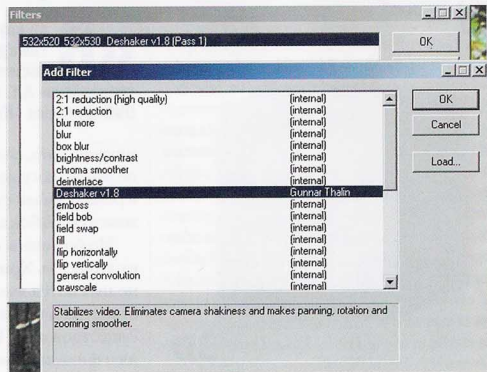 Filters
532x520 532x530 Deshaker v1.8 (Pass 1)
OK
Add Filter
2:1 reduction (high quality) (internal)
2:1 reduction (internal)
blur more (internal)
blur (internal)
box blur (internal)
brightness/contrast (internal)
chroma smoother (internal)
deinterlace (internal)
Deshaker v1.8 Gunnar Thalin
emboss (internal)
field bob (internal)
field swap (internal)
fill (internal)
flip horizontally (internal)
flip vertically (internal)
general convolution (internal)
grayscale (internal)
OK
Cancel
Load...
Stabilizes video. Eliminates camera shakiness and makes panning, rotation and
zooming smoother.